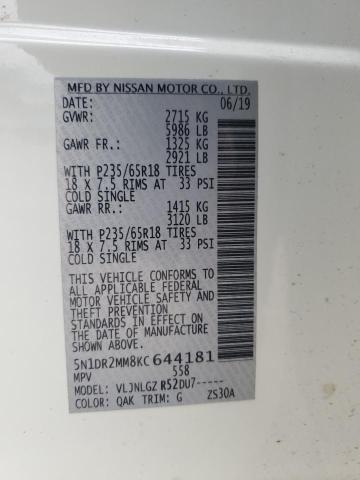 MFD BY NISSAN MOTOR CO., LTD.
DATE: 06/19
GVWR: 2715 KG
5986 LB
GAWR FR.: 1325 KG
2921 LB
WITH P235/65R18 TIRES
18 X 7.5 RIMS AT 33 PSI
COLD SINGLE
GAWR RR.: 1415 KG
3120 LB
WITH P235/65R18 TIRES
18 X 7.5 RIMS AT 33 PSI
COLD SINGLE
THIS VEHICLE CONFORMS TO
ALL APPLICABLE FEDERAL
MOTOR VEHICLE SAFETY AND
THEFT PREVENTION
STANDARDS IN EFFECT ON
THE DATE OF MANUFACTURE
SHOWN ABOVE.
5N1DR2MM8KC644181
MPV 558
MODEL: VLJNLGZ R52DU7-----
COLOR: QAK TRIM: G ZS30A